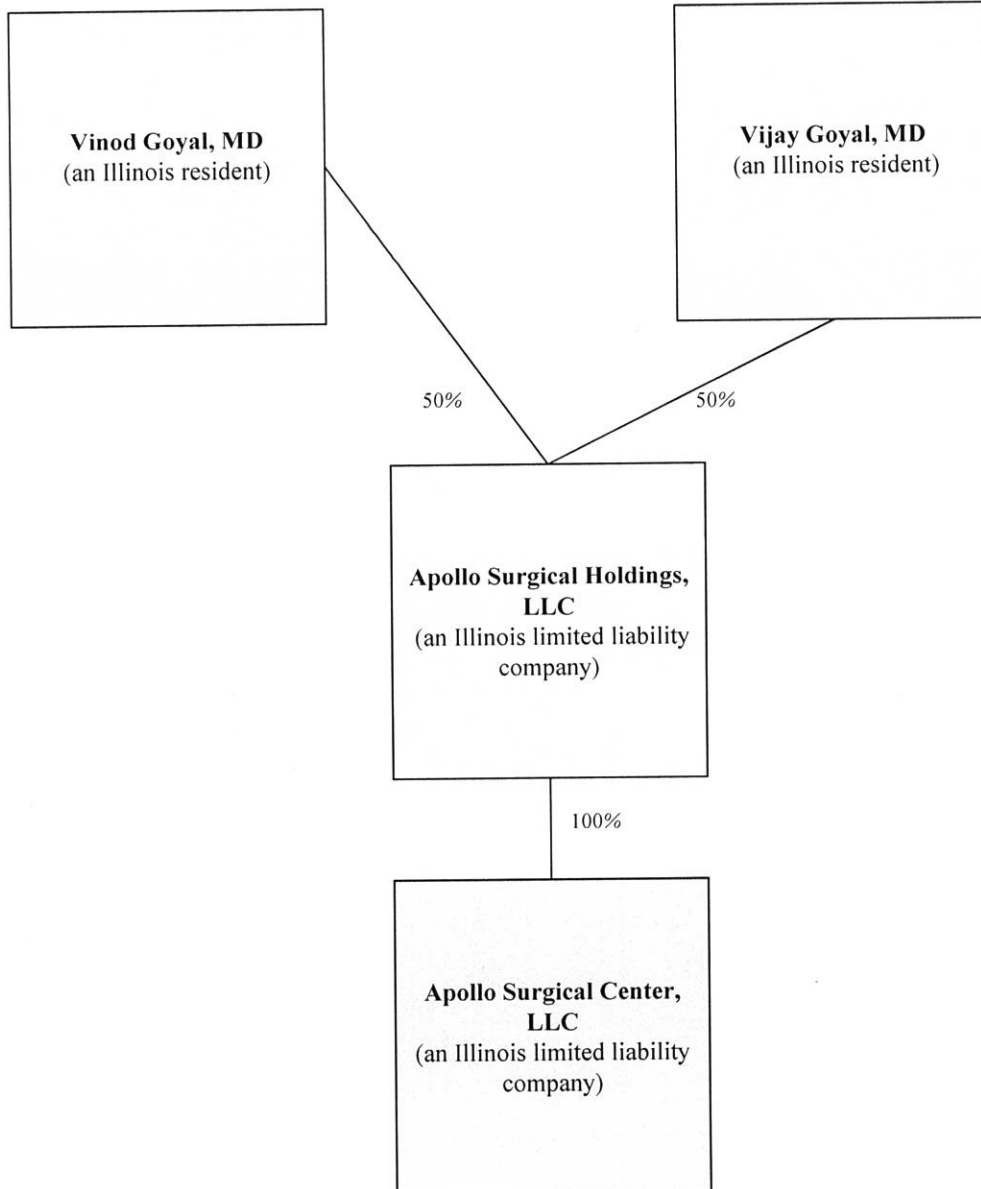 Vinod Goyal, MD
(an Illinois resident)
Vijay Goyal, MD
(an Illinois resident)
50%
50%
Apollo Surgical Holdings,
LLC
(an Illinois limited liability
company)
100%
Apollo Surgical Center,
LLC
(an Illinois limited liability
company)